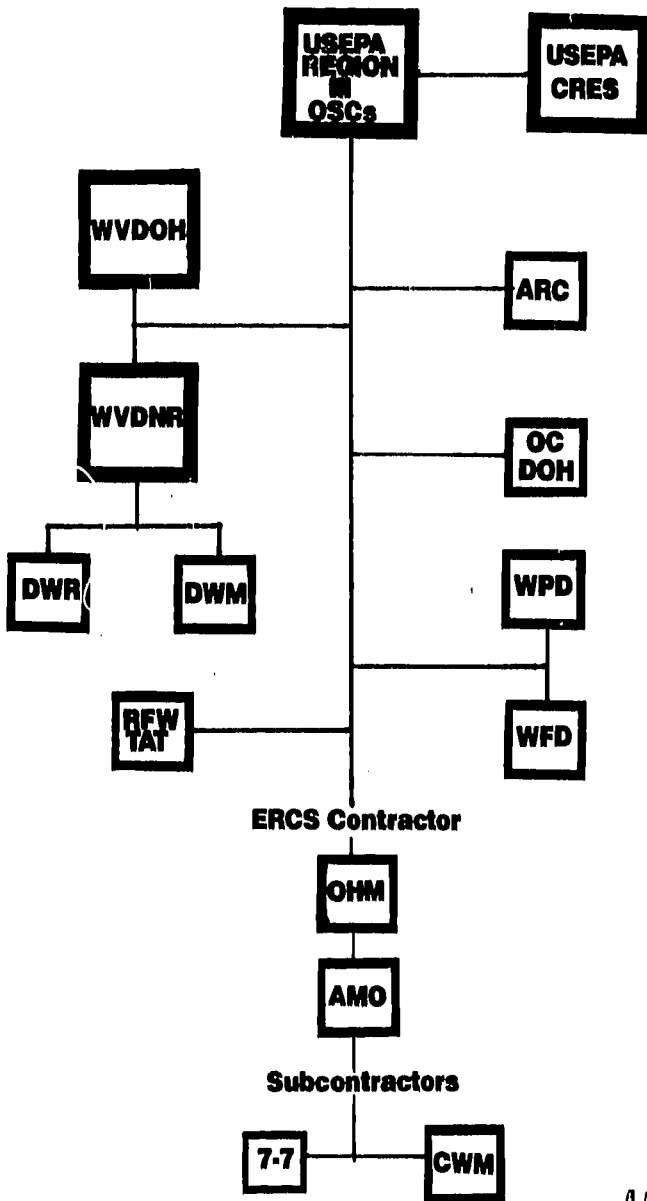 USEPA
REGION
III
OSCs
USEPA
CRES
WVDOH
ARC
WVDNR
OC
DOH
DWR
DWM
WPD
RFW
TAT
WFD
ERCS Contractor
OHM
AMO
Subcontractors
7-7
CWM